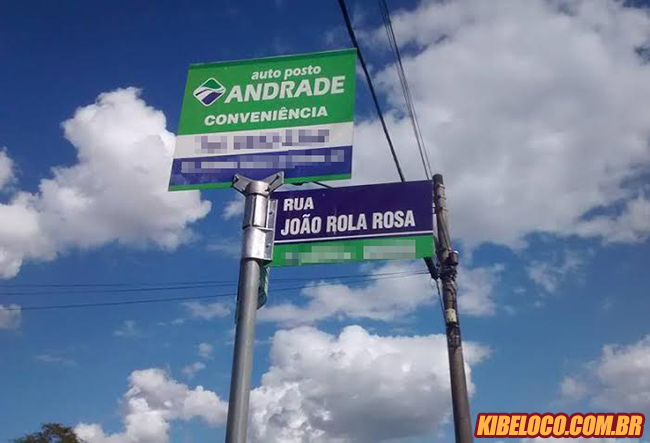 auto posto
ANDRADE
CONVENIÊNCIA
RUA
JOÃO ROLA ROSA
KIBELOCO.COM.BR